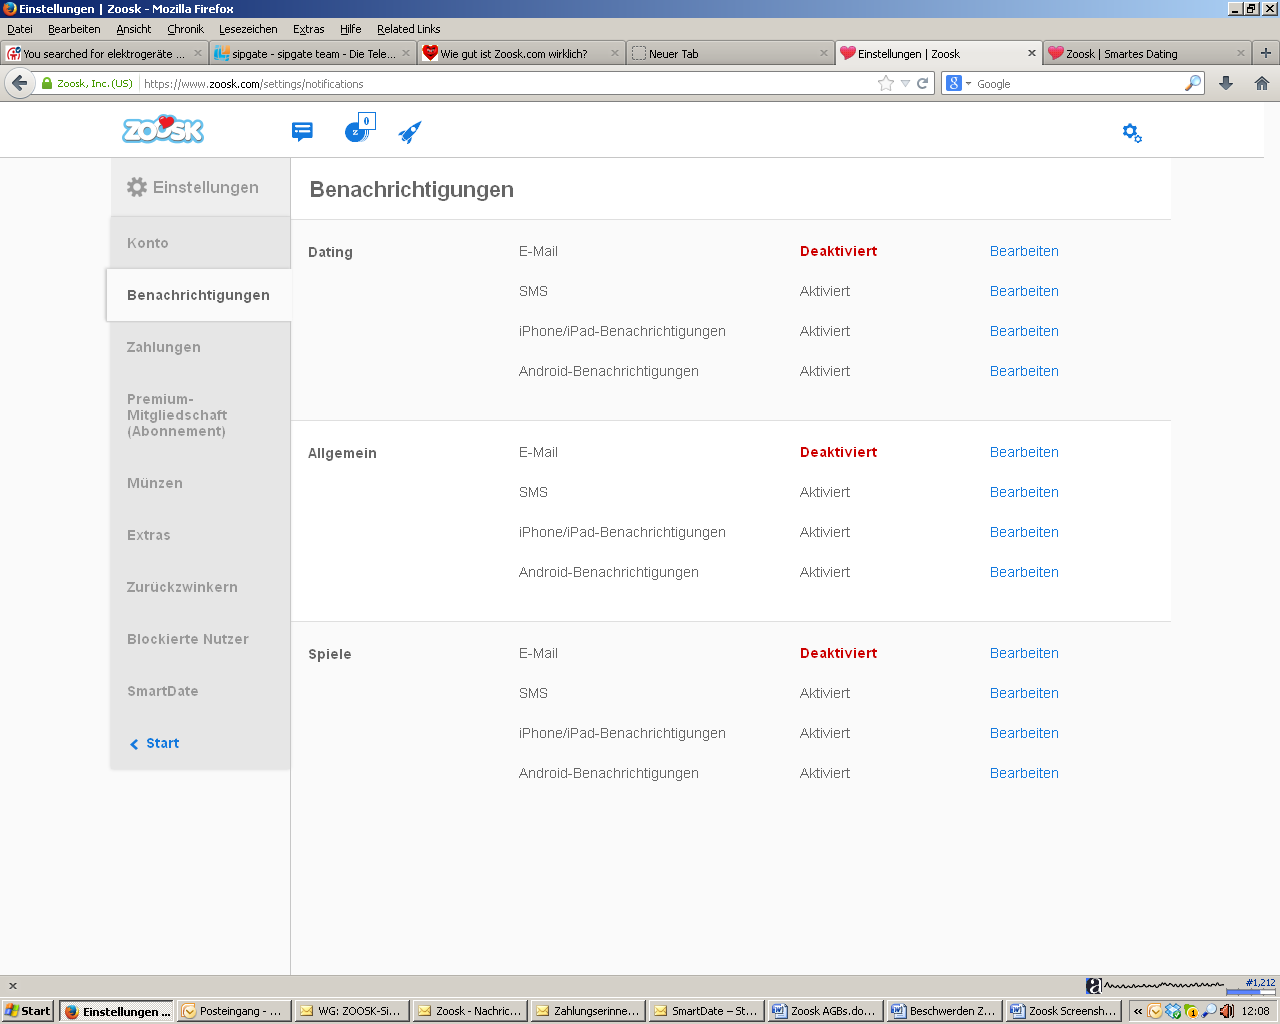 Einstellungen | Zoosk - Mozilla Firefox
Datei Bearbeiten Ansicht Chronik Lesezeichen Extras Hilfe Related Links
You searched for elektrogeräte ... sipgate - sipgate team - Die Tele... Wie gut ist Zoosk.com wirklich? Neuer Tab Einstellungen | Zoosk Zoosk | Smartes Dating
Zoosk, Inc. (US) https://www.zoosk.com/settings/notifications Google
ZOOSK z 0
Einstellungen
Konto
Benachrichtigungen
Zahlungen
Premium-
Mitgliedschaft
(Abonnement)
Münzen
Extras
Zurückzwinkern
Blockierte Nutzer
SmartDate
Start
Benachrichtigungen
Dating E-Mail Deaktiviert Bearbeiten
SMS Aktiviert Bearbeiten
iPhone/iPad-Benachrichtigungen Aktiviert Bearbeiten
Android-Benachrichtigungen Aktiviert Bearbeiten
Allgemein E-Mail Deaktiviert Bearbeiten
SMS Aktiviert Bearbeiten
iPhone/iPad-Benachrichtigungen Aktiviert Bearbeiten
Android-Benachrichtigungen Aktiviert Bearbeiten
Spiele E-Mail Deaktiviert Bearbeiten
SMS Aktiviert Bearbeiten
iPhone/iPad-Benachrichtigungen Aktiviert Bearbeiten
Android-Benachrichtigungen Aktiviert Bearbeiten
a #1,212
Start Einstellungen ... Posteingang - ... WG: ZOOSK-Si... Zoosk - Nachric... Zahlungserinne... SmartDate – St... Zoosk AGBs.do... Beschwerden Z... Zoosk Screensh... « 12:08